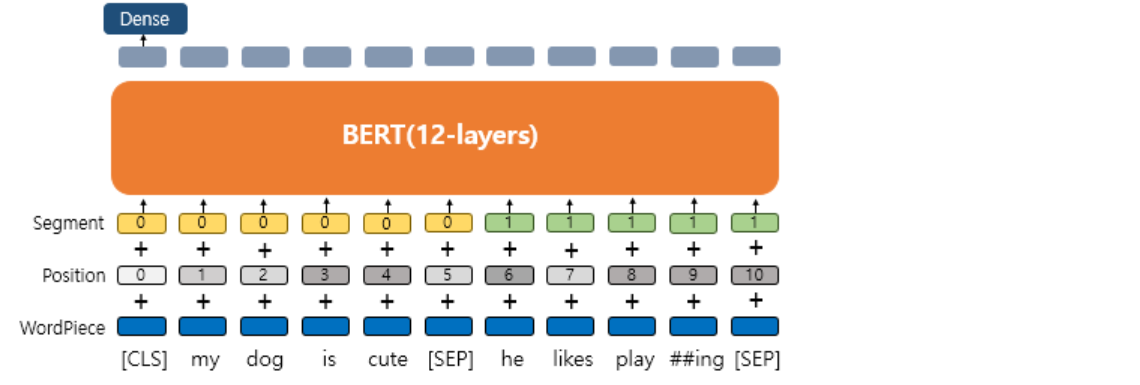 Dense
BERT(12-layers)
Segment 0 0 0 0 0 0 1 1 1 1 1
+ + + + + + + + + + +
Position 0 1 2 3 4 5 6 7 8 9 10
+ + + + + + + + + + +
WordPiece
[CLS] my dog is cute [SEP] he likes play ##ing [SEP]